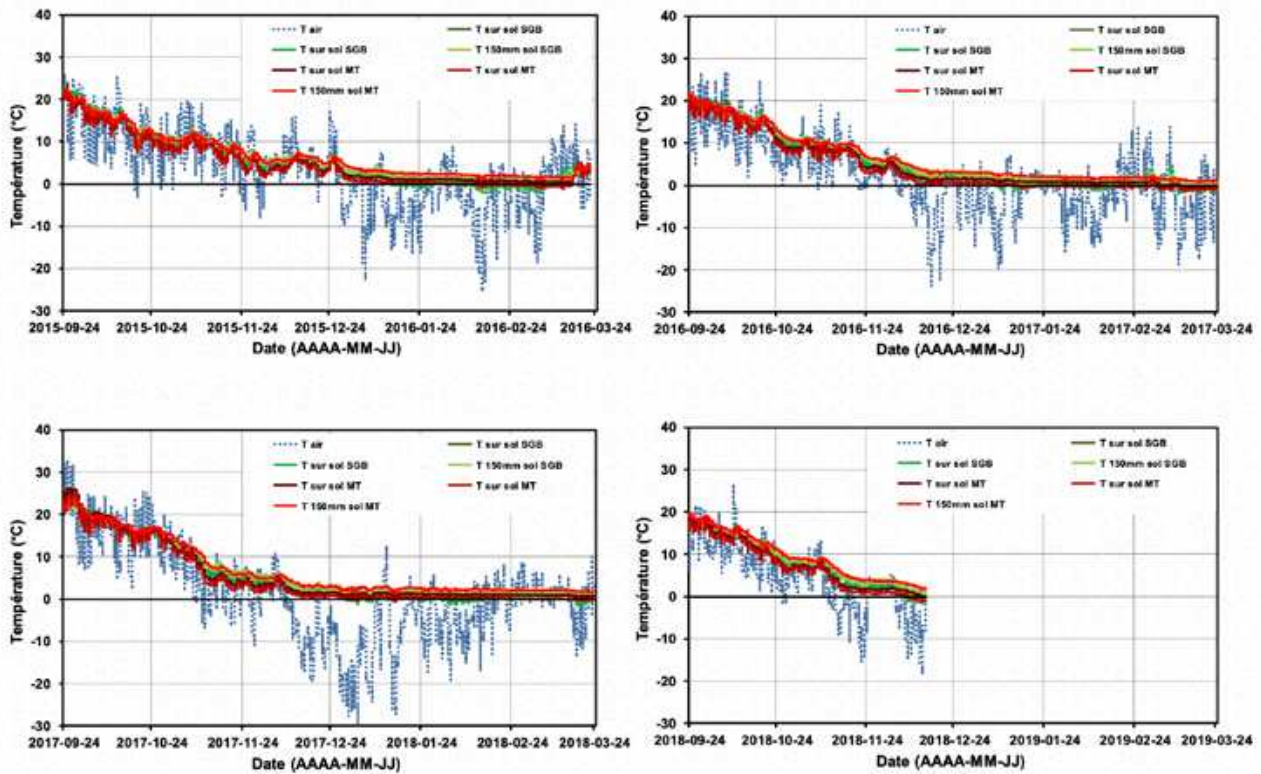 40
30
20
10
0
-10
-20
-30
Température (°C)
T air
T sur sol SGB
T sur sol SGB
T 150mm sol SGB
T sur sol MT
T sur sol MT
T 150mm sol MT
2015-09-24 2015-10-24 2015-11-24 2015-12-24 2016-01-24 2016-02-24 2016-03-24
Date (AAAA-MM-JJ)
40
30
20
10
0
-10
-20
-30
Température (°C)
T air
T sur sol SGB
T sur sol SGB
T 150mm sol SGB
T sur sol MT
T sur sol MT
T 150mm sol MT
2016-09-24 2016-10-24 2016-11-24 2016-12-24 2017-01-24 2017-02-24 2017-03-24
Date (AAAA-MM-JJ)
40
30
20
10
0
-10
-20
-30
Température (°C)
T air
T sur sol SGB
T sur sol SGB
T 150mm sol SGB
T sur sol MT
T sur sol MT
T 150mm sol MT
2017-09-24 2017-10-24 2017-11-24 2017-12-24 2018-01-24 2018-02-24 2018-03-24
Date (AAAA-MM-JJ)
40
30
20
10
0
-10
-20
-30
Température (°C)
T air
T sur sol SGB
T sur sol SGB
T 150mm sol SGB
T sur sol MT
T sur sol MT
T 150mm sol MT
2018-09-24 2018-10-24 2018-11-24 2018-12-24 2019-01-24 2019-02-24 2019-03-24
Date (AAAA-MM-JJ)